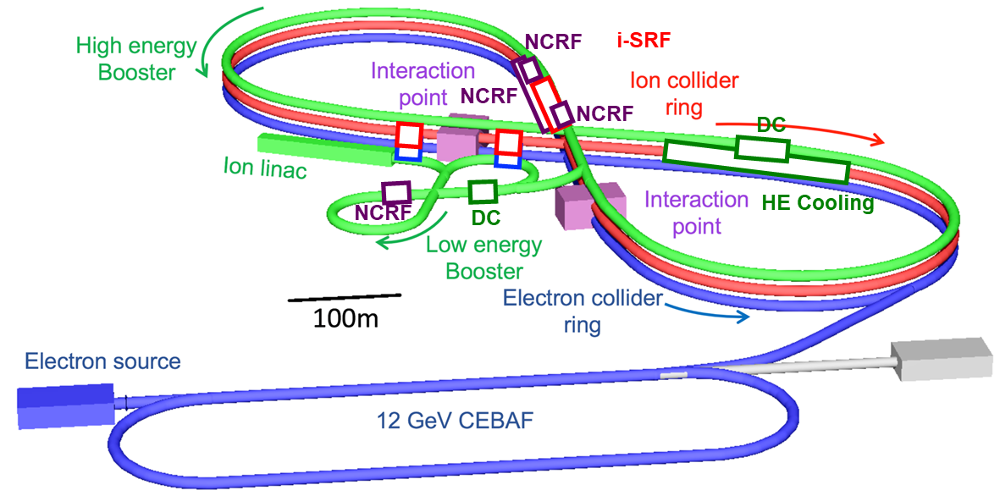 High energy
Booster
NCRF
i-SRF
Interaction
point
NCRF
Ion collider
ring
NCRF
DC
Ion linac
NCRF
DC
Interaction
point
HE Cooling
Low energy
Booster
100m
Electron collider
ring
Electron source
12 GeV CEBAF